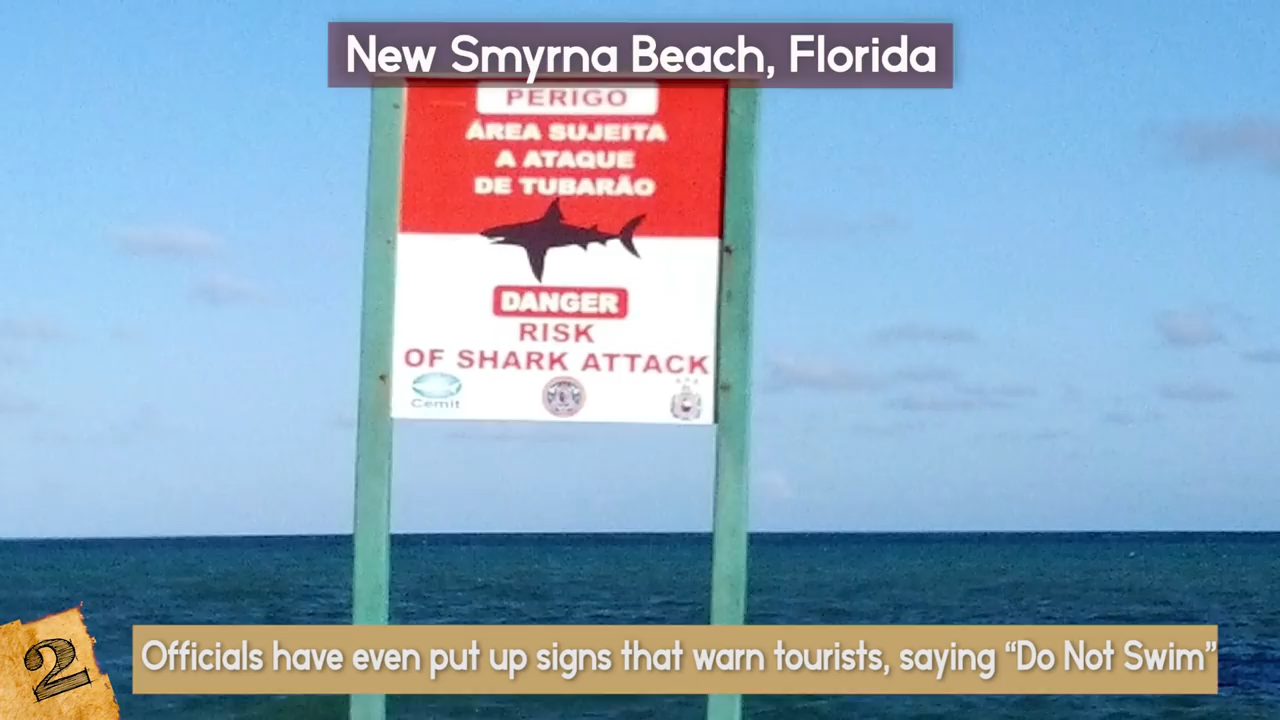 New Smyrna Beach, Florida
PERIGO
ÁREA SUJEITA
A ATAQUE
DE TUBARÃO
DANGER
RISK
OF SHARK ATTACK
Cemit
2
Officials have even put up signs that warn tourists, saying “Do Not Swim”